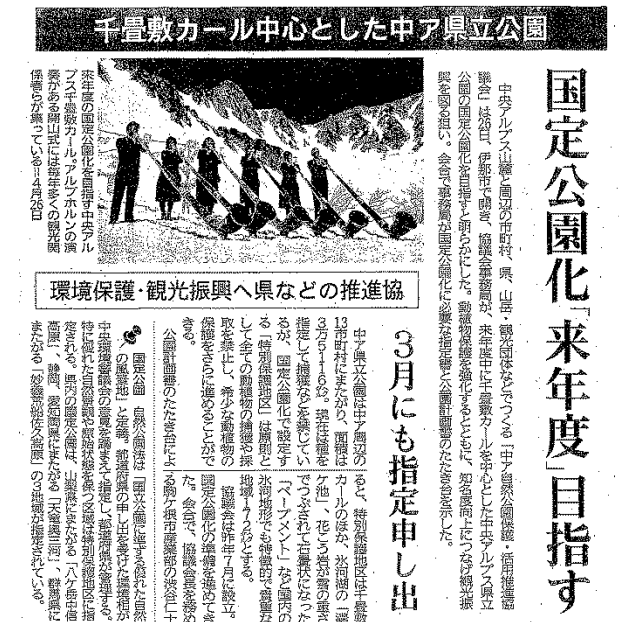 千畳敷カール中心とした中ア県立公園
国定公園化「来年度」目指す
3月にも指定申し出
中央アルプス山麓と周辺の市町村、県、山岳・観光団体などでつくる「中ア自然公園保護・活用推進協
議会」は28日、伊那市で開き、協議会事務局が、来年度中に千畳敷カールを中心とした中央アルプス県立
公園の国定公園化を目指すと明らかにした。動植物保護を強化するとともに、知名度向上につなげ観光振
興を図る狙い。会合で事務局が国定公園化に必要な指定書と公園計画書のたたき台を示した。
来年度の国定公園化を目指す中央アル
プス千畳敷カール。アルプホルンの演
奏がある開山式には毎年多くの観光関
係者らが集っている=4月26日
環境保護・観光振興へ県などの推進協
中ア県立公園は中ア周辺の
13市町村にまたがり、面積は
3万5116㌶。現在は種を
指定して捕獲などを禁じてい
るが、国定公園化で設定す
る「特別保護地区」は原則と
して全ての動植物の捕獲や採
取を禁止し、希少な動植物の
保護をさらに進めることがで
きる。
公園計画書のたたき台によ
ると、特別保護地区は千畳敷
カールのほか、氷河湖の「濃
ケ池」、花こう岩が雪の重さ
でつぶされて石畳状になった
「ペーブメント」など国内の
氷河地形でも特徴的で貴重な
地域172㌶とする。
協議会は昨年7月に設立。
国定公園化の準備を進めてき
た。会合で、協議会長を務め
る駒ケ根市産業部の渋谷仁士
国定公園 自然公園法は「国立公園に準ずる優れた自然
の風景地」と定義。都道府県の申し出を受けて環境相が
中央環境審議会の意見を踏まえて指定し、都道府県が管理する。
特に優れた自然景観や原始状態を保つ区域は特別保護地区に指
定される。県内の国定公園は、山梨県にまたがる「八ケ岳中信
高原」、静岡、愛知両県にまたがる「天竜奥三河」、群馬県に
またがる「妙義荒船佐久高原」の3地域が指定されている。